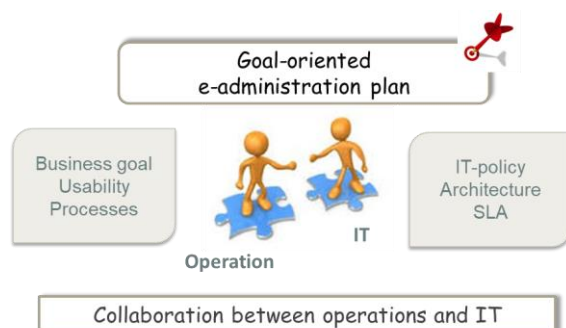 Goal-oriented
e-administration plan
Business goal
Usability
Processes
IT-policy
Architecture
SLA
IT
Operation
Collaboration between operations and IT